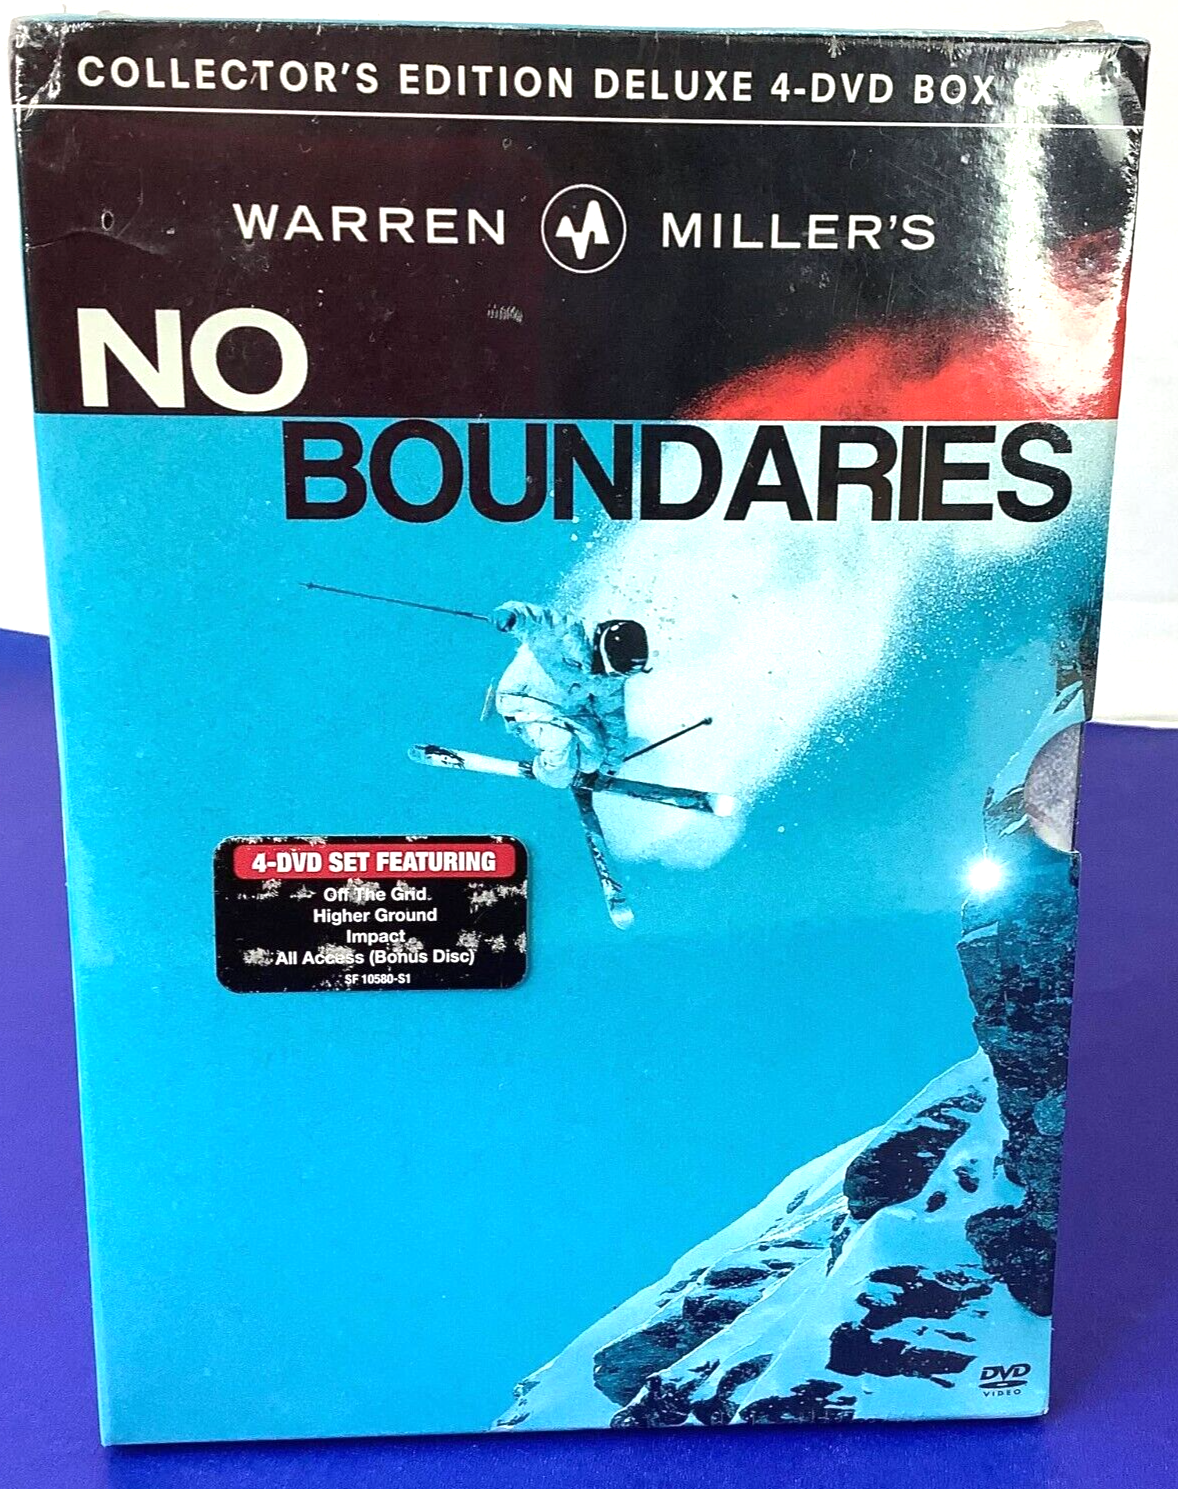 COLLECTOR'S EDITION DELUXE 4-DVD BOX
WARREN MILLER'S
NO
BOUNDARIES
4-DVD SET FEATURING
Off The Grid
Higher Ground
Impact
All Access (Bonus Disc)
SF 10580-S1
DVD
VIDEO